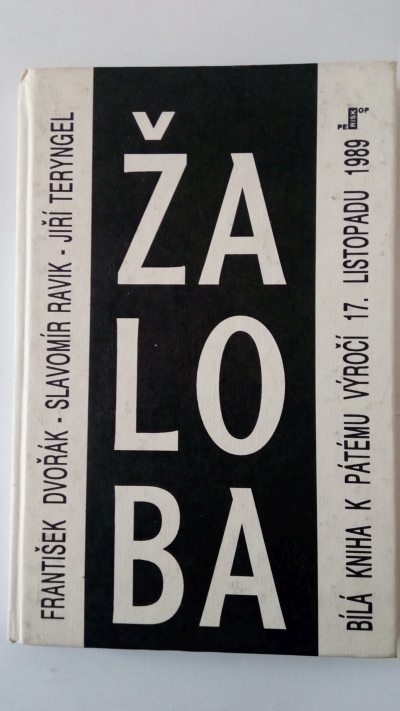 FRANTIŠEK DVOŘÁK - SLAVOMÍR RAVIK - JIŘÍ TERYNGEL
ŽA
LO
BA
BÍLÁ KNIHA K PÁTÉMU VÝROČÍ 17. LISTOPADU 1989
PERISKOP